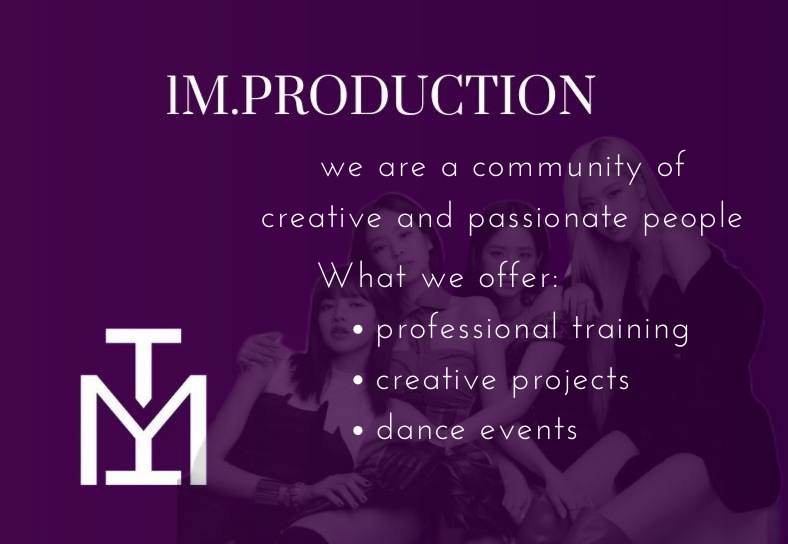 1M.PRODUCTION
we are a community of
creative and passionate people
What we offer:
• professional training
• creative projects
• dance events